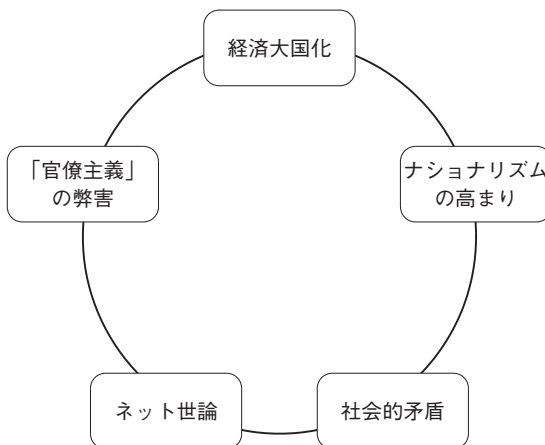 経済大国化
「官僚主義」
の弊害
ナショナリズム
の高まり
ネット世論
社会的矛盾